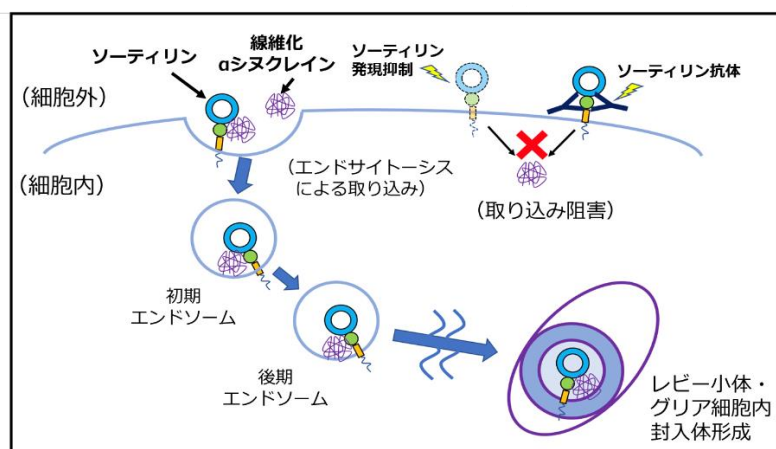 ソーティリン
線維化
αシヌクレイン
ソーティリン
発現抑制
ソーティリン抗体
(細胞外)
(細胞内)
(エンドサイトーシス
による取り込み)
(取り込み阻害)
初期
エンドソーム
後期
エンドソーム
レビー小体・
グリア細胞内
封入体形成